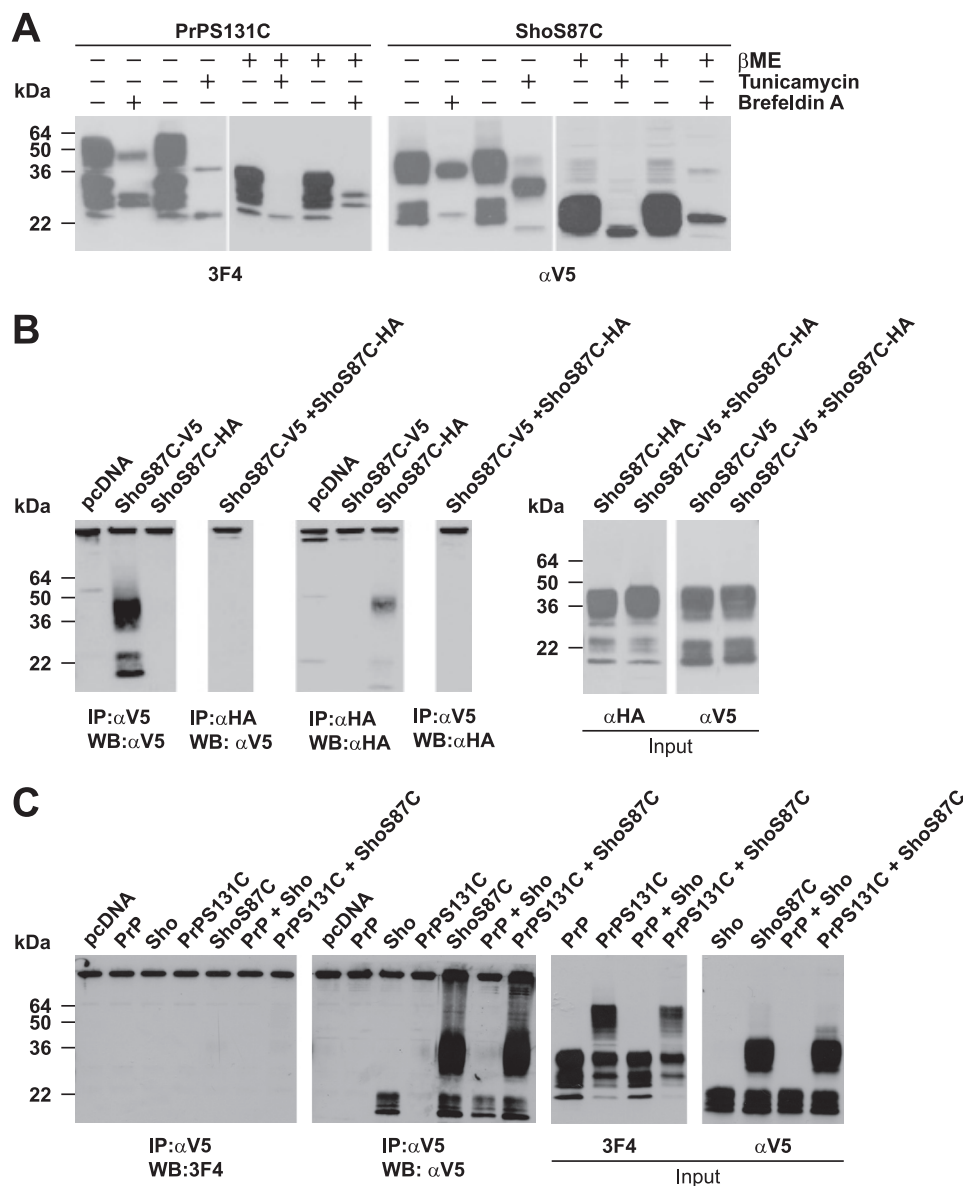 A
PrPS131C
ShoS87C
− − − − + + + + − − − − + + + + βME
− − − + − + − − − − − + − + − − Tunicamycin
− + − − − − − + − + − − − − − + Brefeldin A
kDa
64
50
36
22
3F4
αV5
B
pcDNA
ShoS87C-V5
ShoS87C-HA
ShoS87C-V5 +ShoS87C-HA
pcDNA
ShoS87C-V5
ShoS87C-HA
ShoS87C-V5 +ShoS87C-HA
ShoS87C-HA
ShoS87C-V5 +ShoS87C-HA
ShoS87C-V5
ShoS87C-V5 +ShoS87C-HA
kDa
64
50
36
22
kDa
64
50
36
22
IP:αV5
WB:αV5
IP:αHA
WB: αV5
IP:αHA
WB:αHA
IP:αV5
WB:αHA
αHA
αV5
Input
C
pcDNA
PrP
Sho
PrPS131C
ShoS87C
PrP + Sho
PrPS131C + ShoS87C
pcDNA
PrP
Sho
PrPS131C
ShoS87C
PrP + Sho
PrPS131C + ShoS87C
PrP
PrPS131C
PrP + Sho
PrPS131C + ShoS87C
Sho
ShoS87C
PrP + Sho
PrPS131C + ShoS87C
kDa
64
50
36
22
IP:αV5
WB:3F4
IP:αV5
WB: αV5
3F4
αV5
Input